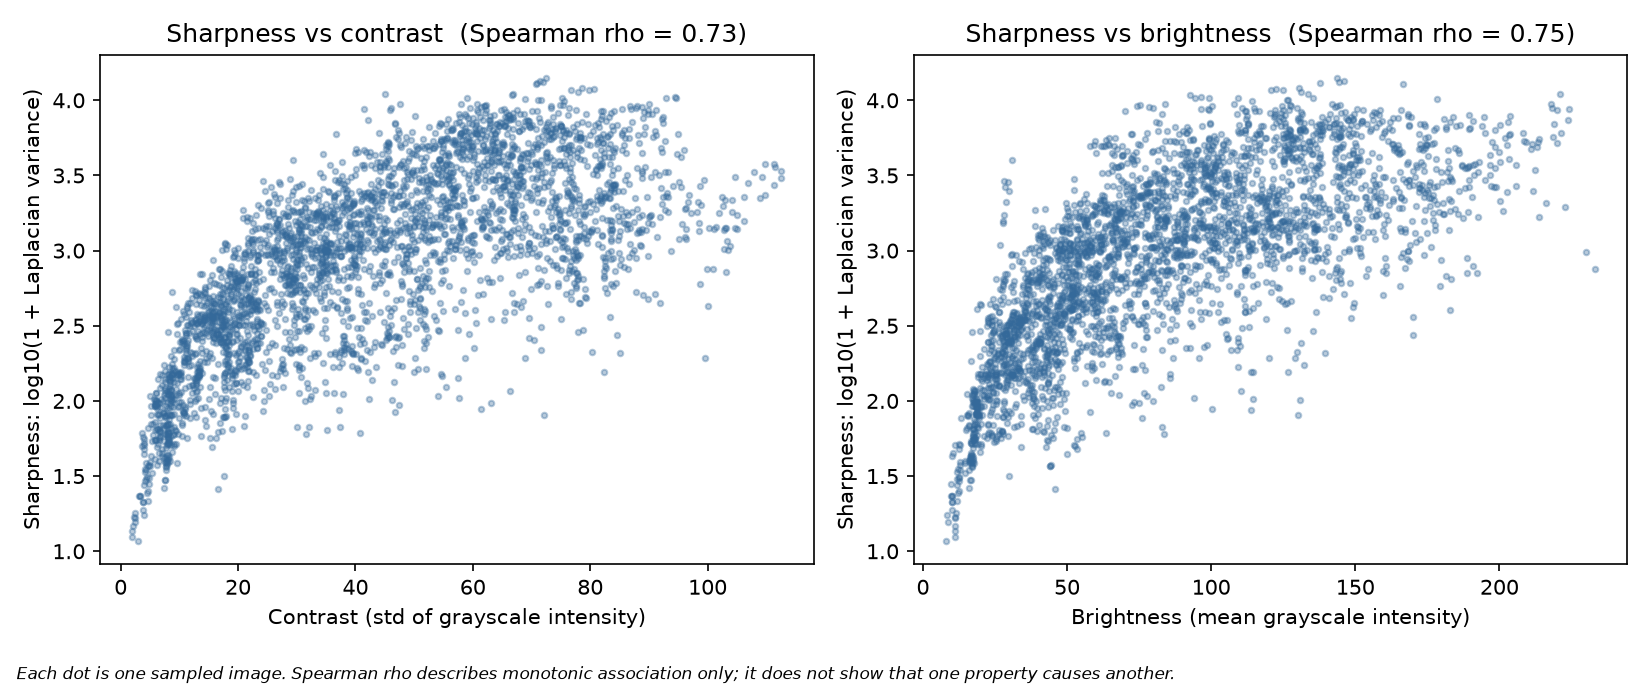 Sharpness vs contrast  (Spearman rho = 0.73)
Sharpness: log10(1 + Laplacian variance)
4.0
3.5
3.0
2.5
2.0
1.5
1.0
0 20 40 60 80 100
Contrast (std of grayscale intensity)
Sharpness vs brightness  (Spearman rho = 0.75)
Sharpness: log10(1 + Laplacian variance)
4.0
3.5
3.0
2.5
2.0
1.5
1.0
0 50 100 150 200
Brightness (mean grayscale intensity)
Each dot is one sampled image. Spearman rho describes monotonic association only; it does not show that one property causes another.